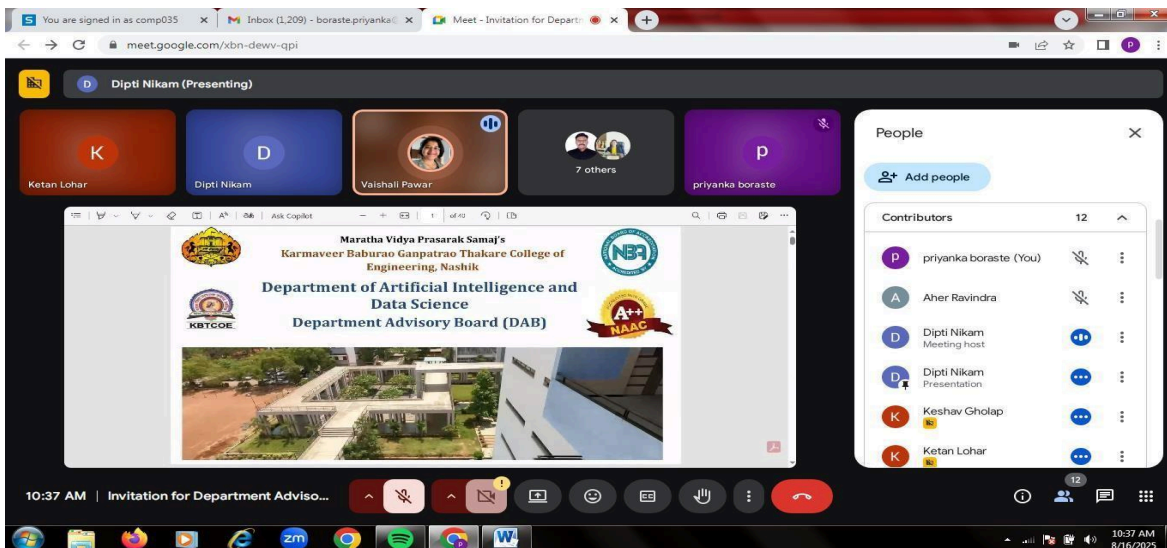 You are signed in as comp035
Inbox (1,209) - boraste.priyanka
Meet - Invitation for Depart
meet.google.com/xbn-dewv-qpi
P
D Dipti Nikam (Presenting)
K
Ketan Lohar
D
Dipti Nikam
Vaishali Pawar
7 others
p
priyanka boraste
Ask Copilot
1 of 40
Maratha Vidya Prasarak Samaj's
Karmaveer Baburao Ganpatrao Thakare College of
Engineering, Nashik
Department of Artificial Intelligence and
Data Science
Department Advisory Board (DAB)
KBTCOE
NBA
A++
NAAC
People
Add people
Contributors 12
P priyanka boraste (You)
A Aher Ravindra
D Dipti Nikam
Meeting host
D Dipti Nikam
Presentation
K Keshav Gholap
K Ketan Lohar
10:37 AM | Invitation for Department Adviso...
CC
12
zm
W
10:37 AM
8/16/2025